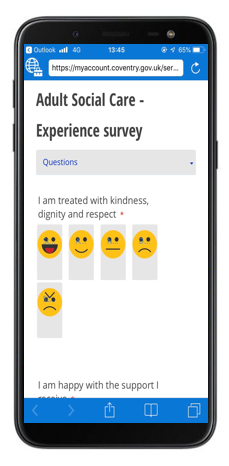 Outlook 4G 13:45 65%
https://myaccount.coventry.gov.uk/ser...
Adult Social Care -
Experience survey
Questions
I am treated with kindness,
dignity and respect *
I am happy with the support I
receive *